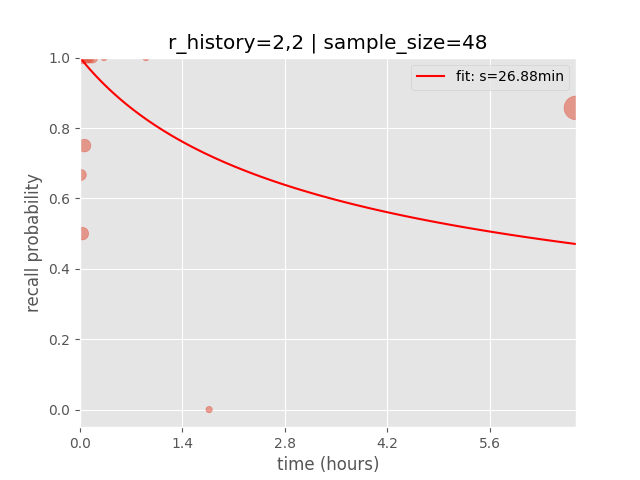 r_history=2,2 | sample_size=48
fit: s=26.88min
1.0
0.8
0.6
0.4
0.2
0.0
recall probability
0.0 1.4 2.8 4.2 5.6
time (hours)